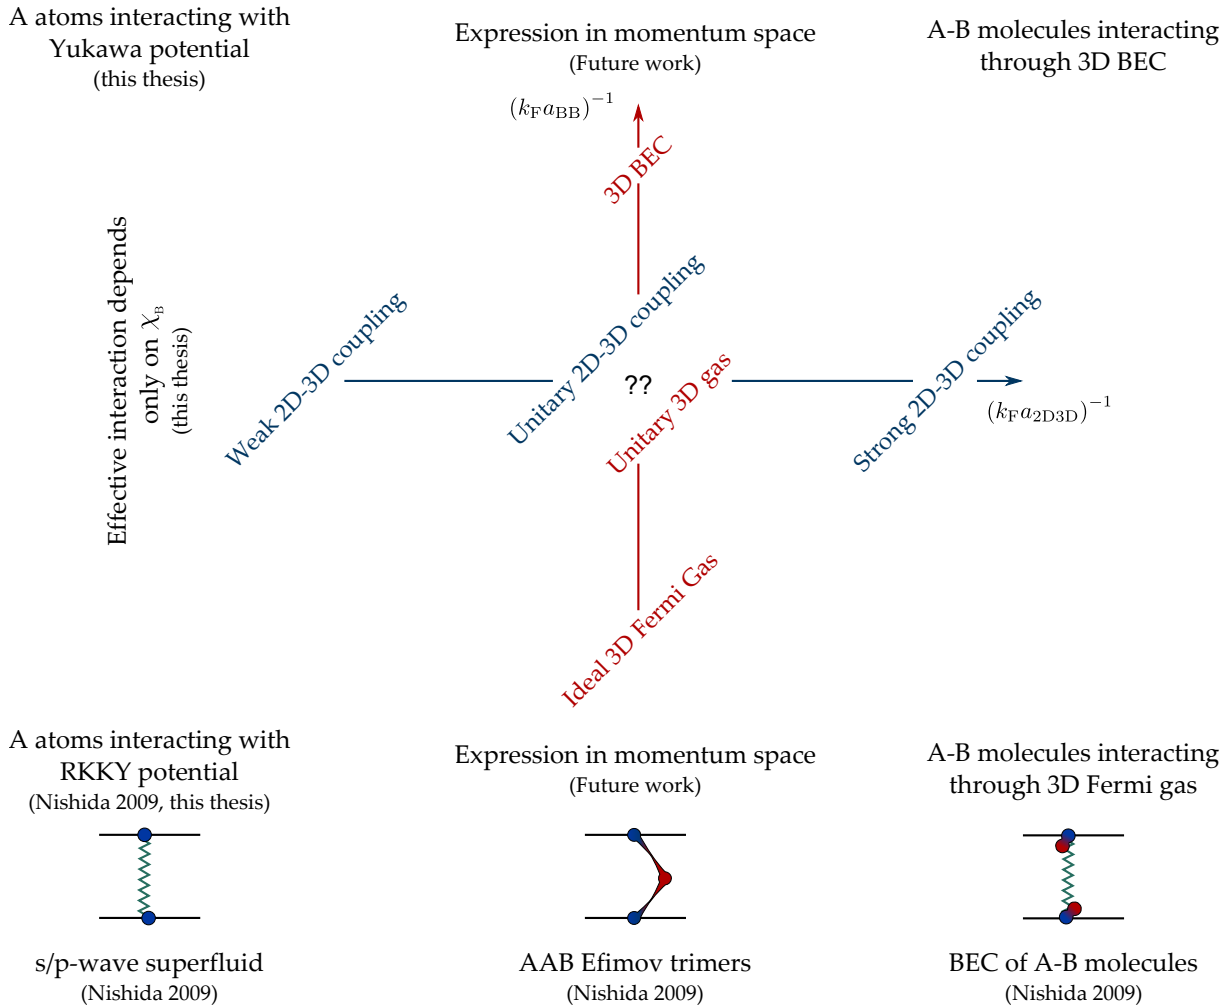 A atoms interacting with
Yukawa potential
(this thesis)
Expression in momentum space
(Future work)
A-B molecules interacting
through 3D BEC
(k_F a_BB)^−1
3D BEC
Effective interaction depends
only on χ_B
(this thesis)
Weak 2D-3D coupling
Unitary 2D-3D coupling
??
Unitary 3D gas
Strong 2D-3D coupling
(k_F a_2D3D)^−1
Ideal 3D Fermi Gas
A atoms interacting with
RKKY potential
(Nishida 2009, this thesis)
Expression in momentum space
(Future work)
A-B molecules interacting
through 3D Fermi gas
s/p-wave superfluid
(Nishida 2009)
AAB Efimov trimers
(Nishida 2009)
BEC of A-B molecules
(Nishida 2009)